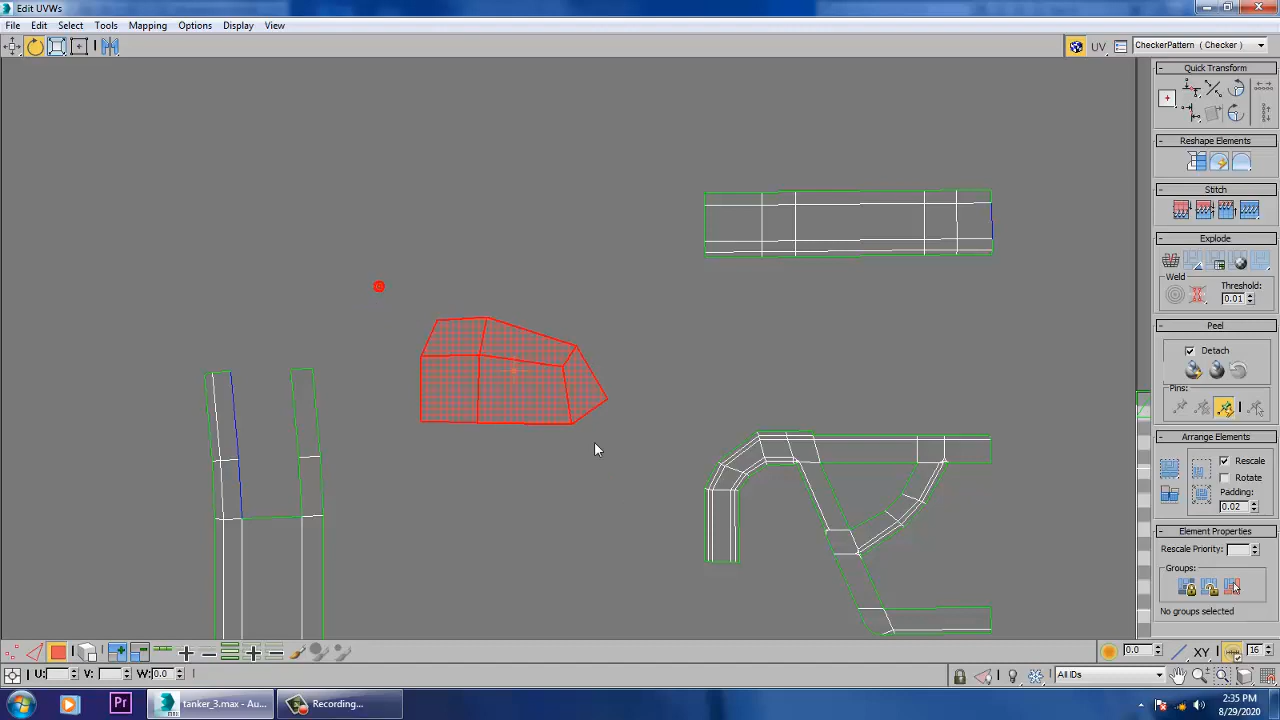 Edit UVWs
File Edit Select Tools Mapping Options Display View
UV
CheckerPattern ( Checker )
Quick Transform
Reshape Elements
Stitch
Explode
Weld
Threshold:
0.01
Peel
Detach
Pins:
Arrange Elements
Rescale
Rotate
Padding:
0.02
Element Properties
Rescale Priority:
Groups:
No groups selected
0.0
XY
16
U:
V:
W: 0.0
All IDs
Pr
tanker_3.max - Au...
Recording...
2:35 PM
8/29/2020